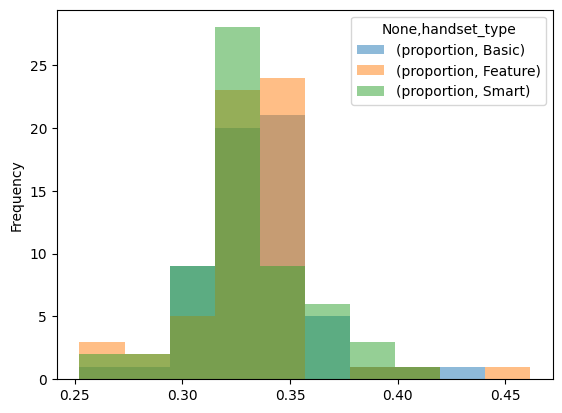 None,handset_type
(proportion, Basic)
(proportion, Feature)
(proportion, Smart)
Frequency
25
20
15
10
5
0
0.25 0.30 0.35 0.40 0.45